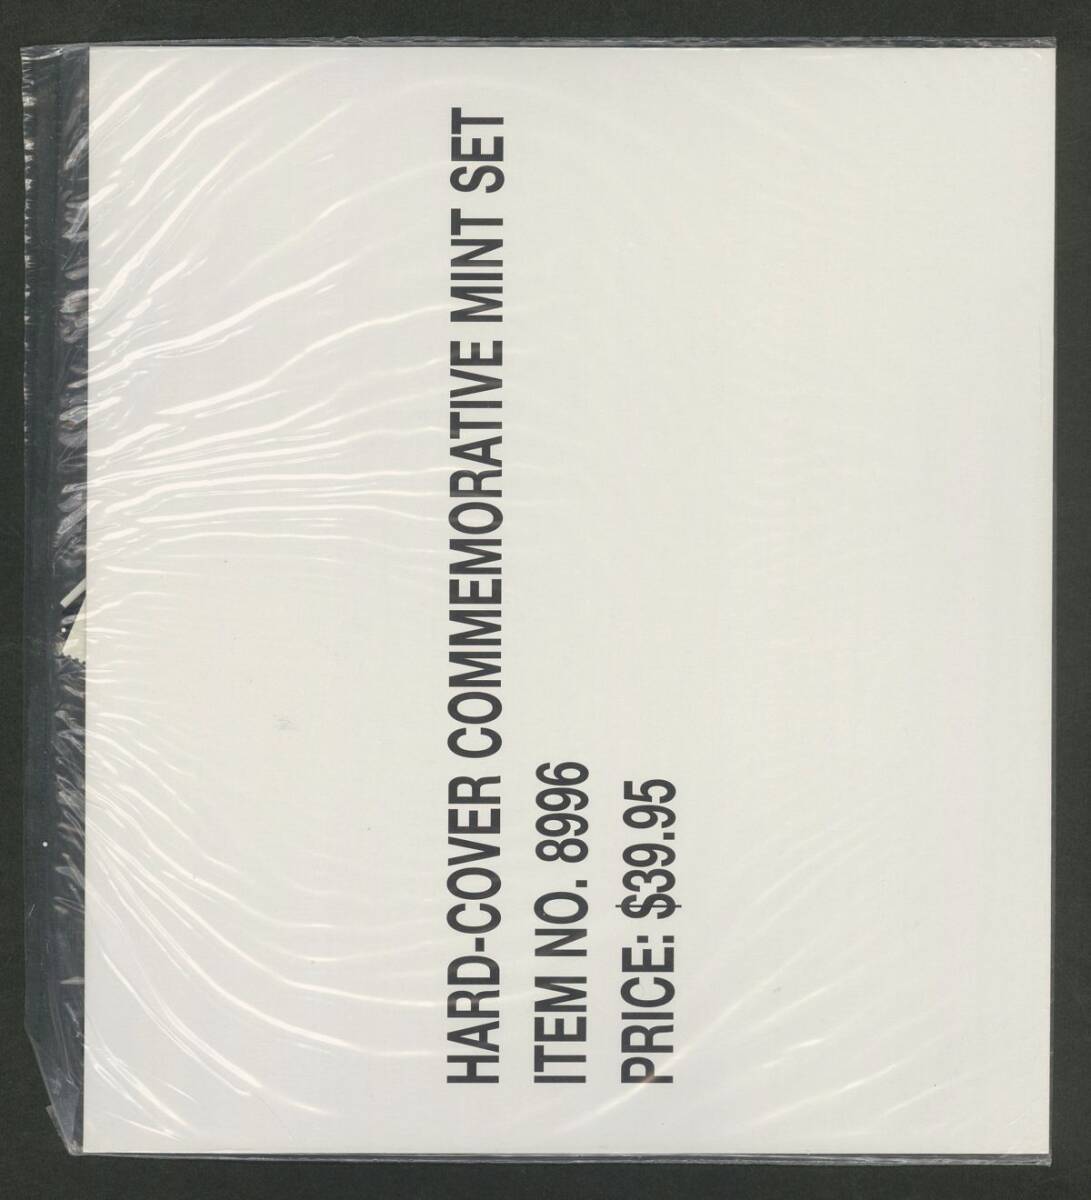 HARD-COVER COMMEMORATIVE MINT SET
ITEM NO. 8996
PRICE: $39.95